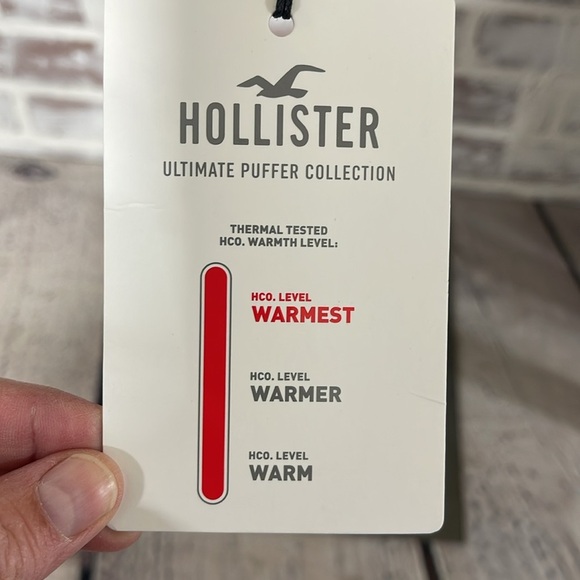 HOLLISTER
ULTIMATE PUFFER COLLECTION
THERMAL TESTED
HCO. WARMTH LEVEL:
HCO. LEVEL
WARMEST
HCO. LEVEL
WARMER
HCO. LEVEL
WARM